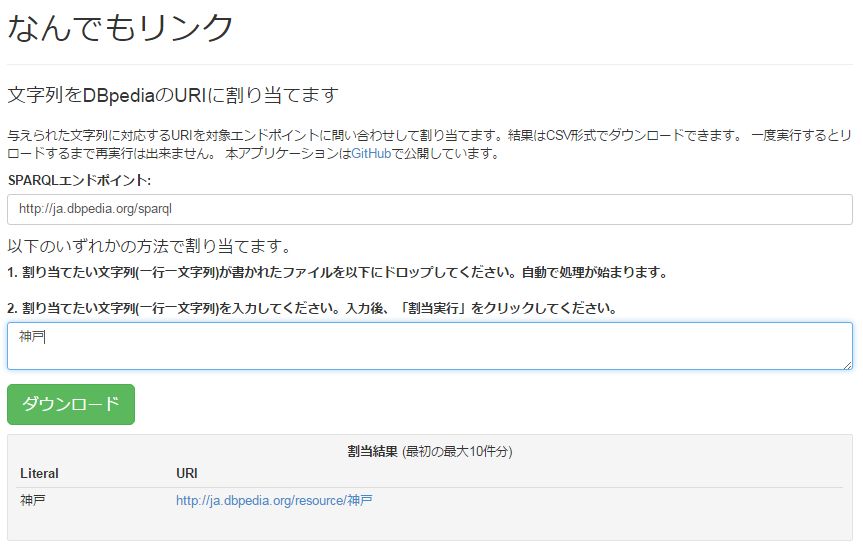 なんでもリンク
文字列をDBpediaのURIに割り当てます
与えられた文字列に対応するURIを対象エンドポイントに問い合わせして割り当てます。結果はCSV形式でダウンロードできます。 一度実行するとリ
ロードするまで再実行は出来ません。 本アプリケーションはGitHubで公開しています。
SPARQLエンドポイント:
http://ja.dbpedia.org/sparql
以下のいずれかの方法で割り当てます。
1. 割り当てたい文字列(一行一文字列)が書かれたファイルを以下にドロップしてください。自動で処理が始まります。
2. 割り当てたい文字列(一行一文字列)を入力してください。入力後、「割当実行」をクリックしてください。
神戸
ダウンロード
割当結果 (最初の最大10件分)
Literal URI
神戸 http://ja.dbpedia.org/resource/神戸